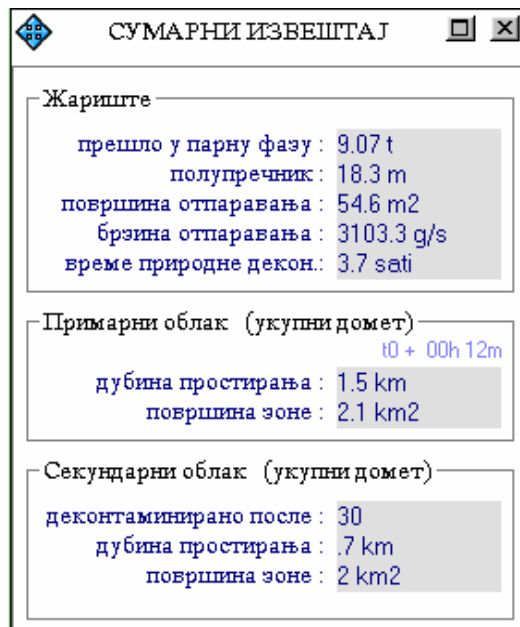 СУМАРНИ ИЗВЕШТАЈ
Жариште
прешло у парну фазу : 9.07 t
полупречник : 18.3 m
површина отпаравања : 54.6 m2
брзина отпаравања : 3103.3 g/s
време природне декон.: 3.7 sati
Примарни облак (укупни домет)
t0 + 00h 12m
дубина простирања : 1.5 km
површина зоне : 2.1 km2
Секундарни облак (укупни домет)
деконтаминирано после : 30
дубина простирања : .7 km
површина зоне : 2 km2